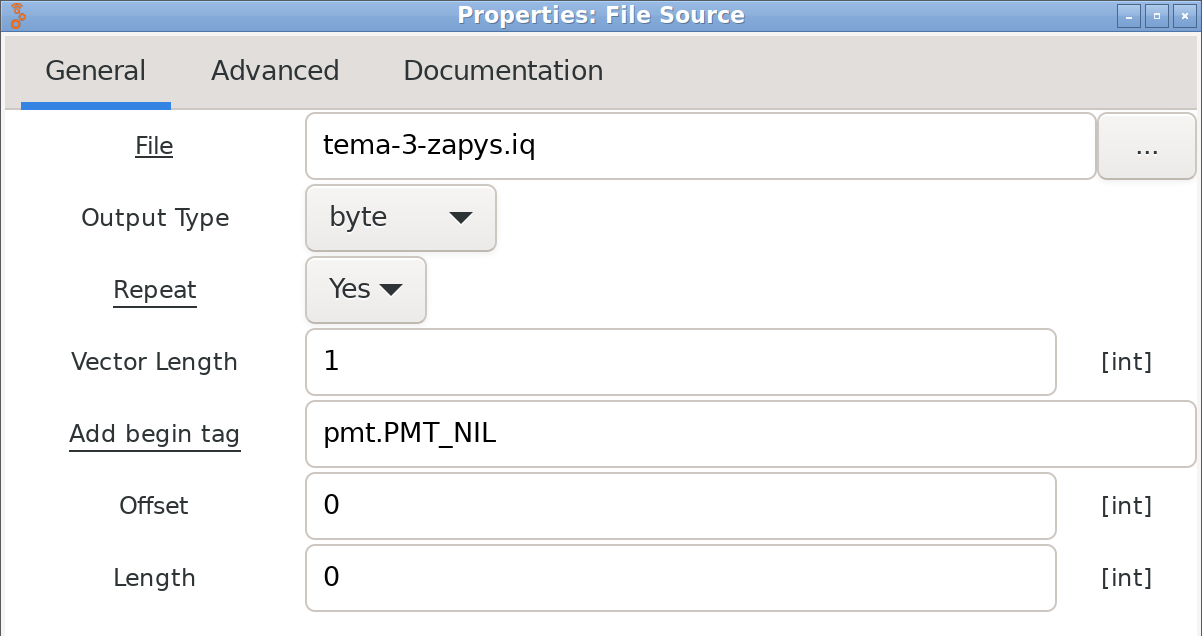 Properties: File Source
General Advanced Documentation
File tema-3-zapys.iq ...
Output Type byte
Repeat Yes
Vector Length 1 [int]
Add begin tag pmt.PMT_NIL
Offset 0 [int]
Length 0 [int]